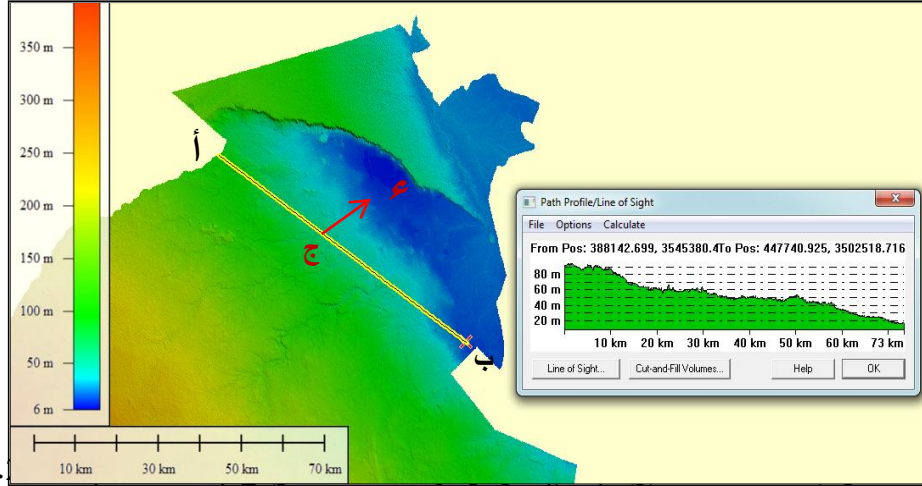 350 m
300 m
250 m
200 m
150 m
100 m
50 m
6 m
10 km 30 km 50 km 70 km
أ
ج
ب
Path Profile/Line of Sight
File Options Calculate
From Pos: 388142.699, 3545380.4To Pos: 447740.925, 3502518.716
80 m
60 m
40 m
20 m
10 km 20 km 30 km 40 km 50 km 60 km 73 km
Line of Sight... Cut-and-Fill Volumes... Help OK